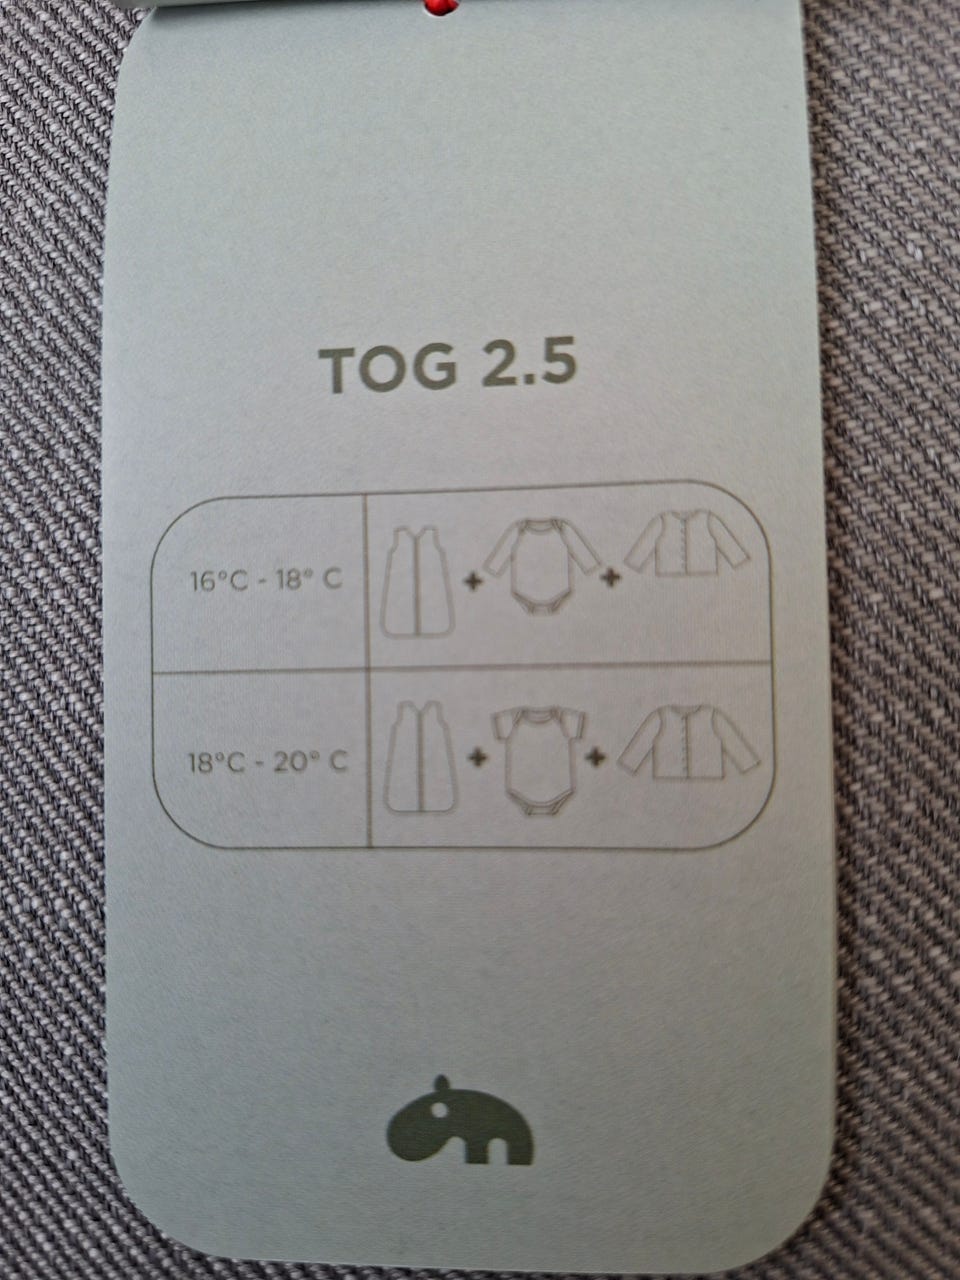 TOG 2.5
16°C - 18° C
+ +
18°C - 20° C
+ +